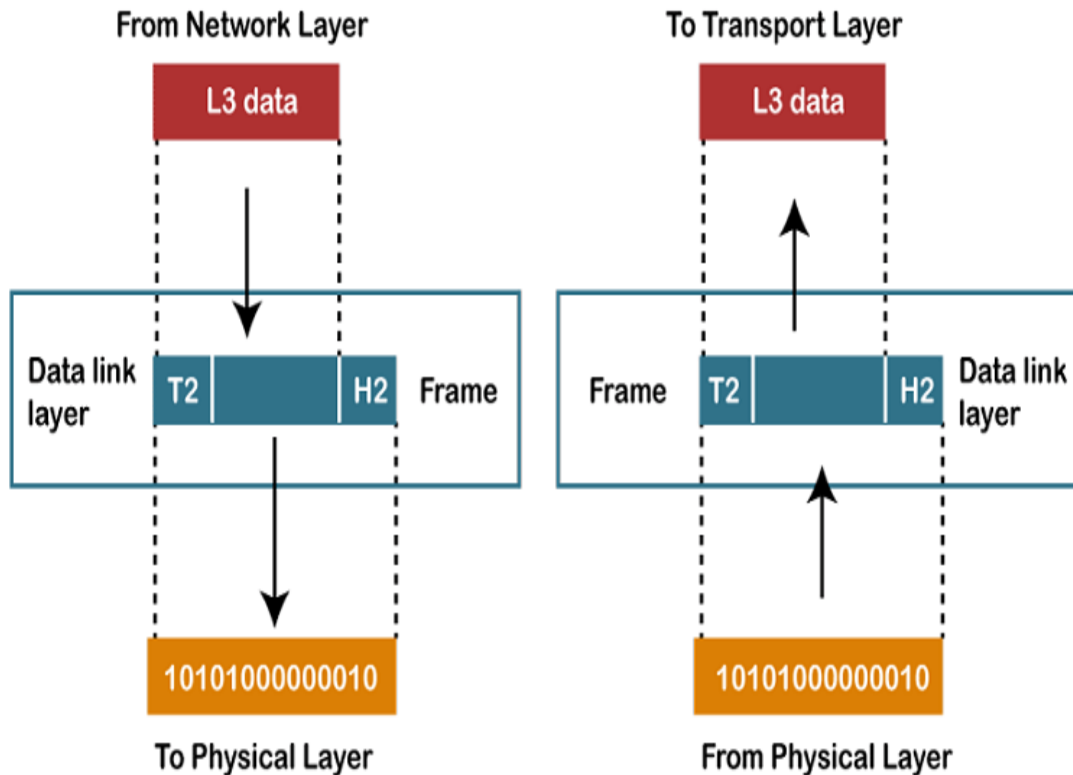 From Network Layer
L3 data
Data link
layer
T2
H2
Frame
10101000000010
To Physical Layer
To Transport Layer
L3 data
Frame
T2
H2
Data link
layer
10101000000010
From Physical Layer